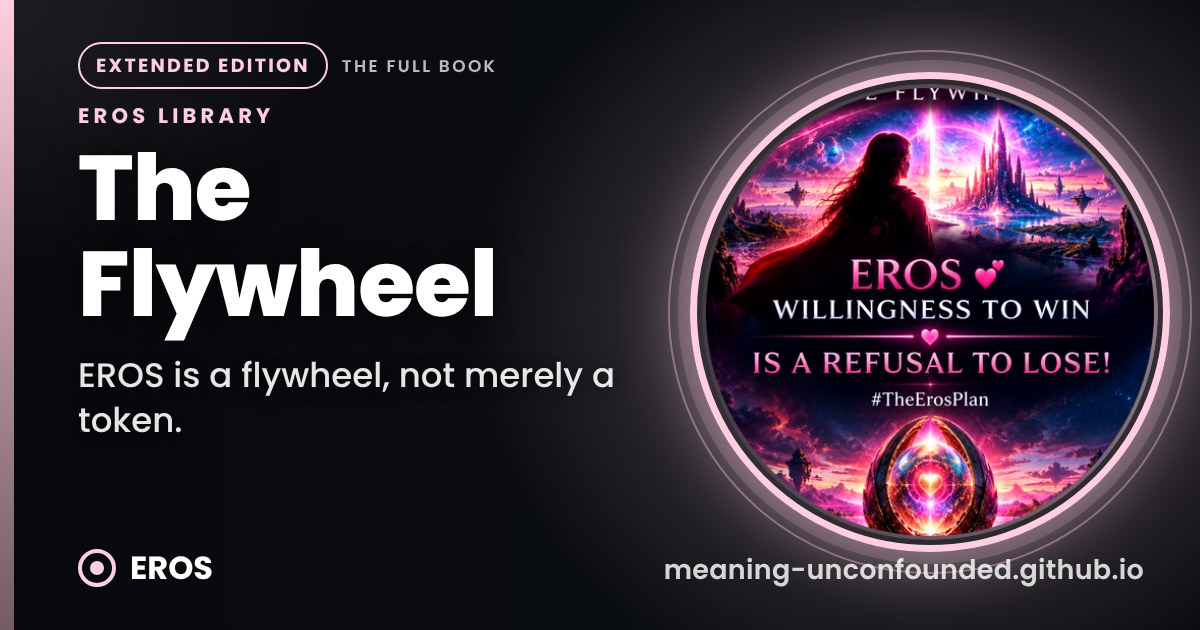 EXTENDED EDITION THE FULL BOOK
EROS LIBRARY
The
Flywheel
EROS is a flywheel, not merely a
token.
EROS
FLYWH
EROS 💕
WILLINGNESS TO WIN
IS A REFUSAL TO LOSE!
#TheErosPlan
meaning-unconfounded.github.io